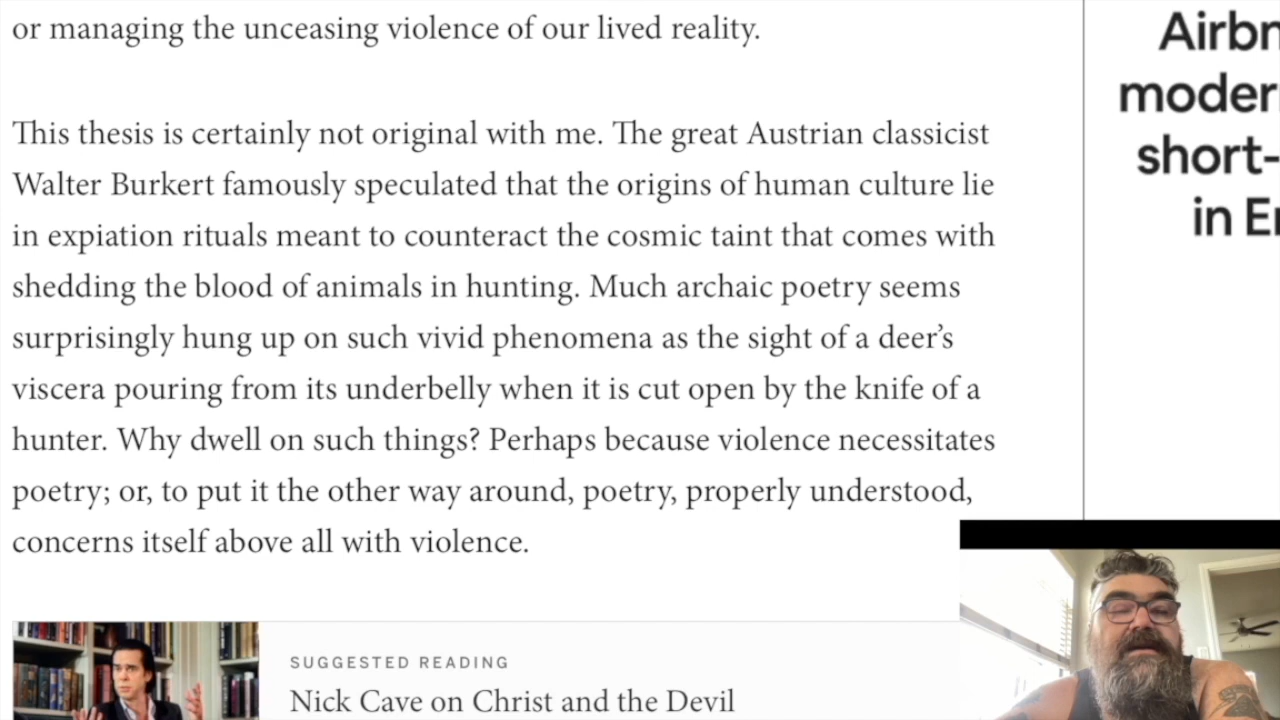 or managing the unceasing violence of our lived reality.
This thesis is certainly not original with me. The great Austrian classicist
Walter Burkert famously speculated that the origins of human culture lie
in expiation rituals meant to counteract the cosmic taint that comes with
shedding the blood of animals in hunting. Much archaic poetry seems
surprisingly hung up on such vivid phenomena as the sight of a deer’s
viscera pouring from its underbelly when it is cut open by the knife of a
hunter. Why dwell on such things? Perhaps because violence necessitates
poetry; or, to put it the other way around, poetry, properly understood,
concerns itself above all with violence.
SUGGESTED READING
Nick Cave on Christ and the Devil
Airbn
moder
short-
in En